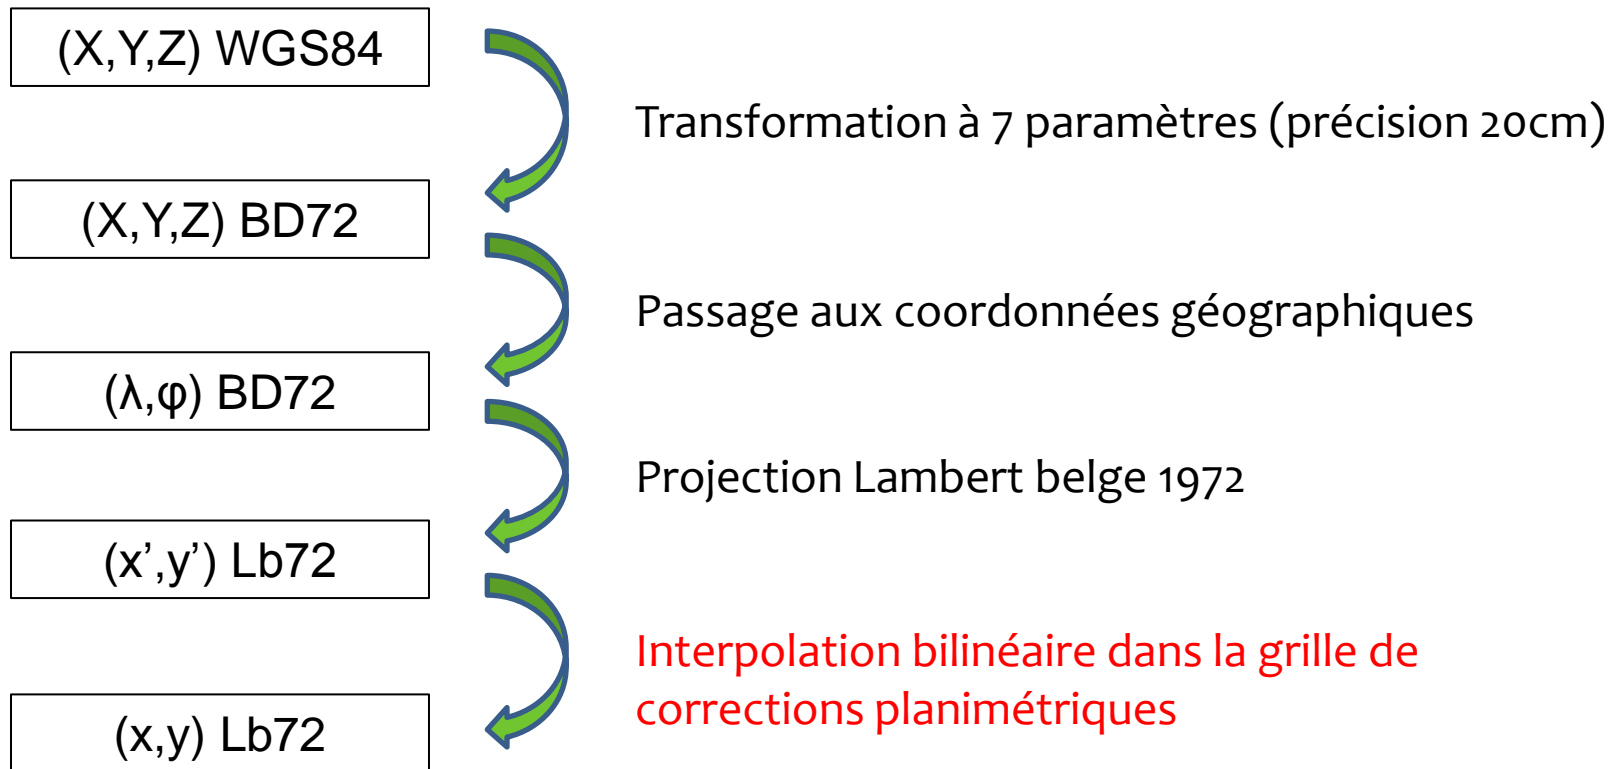 (X,Y,Z) WGS84
Transformation à 7 paramètres (précision 20cm)
(X,Y,Z) BD72
Passage aux coordonnées géographiques
(λ,φ) BD72
Projection Lambert belge 1972
(x’,y’) Lb72
Interpolation bilinéaire dans la grille de
corrections planimétriques
(x,y) Lb72